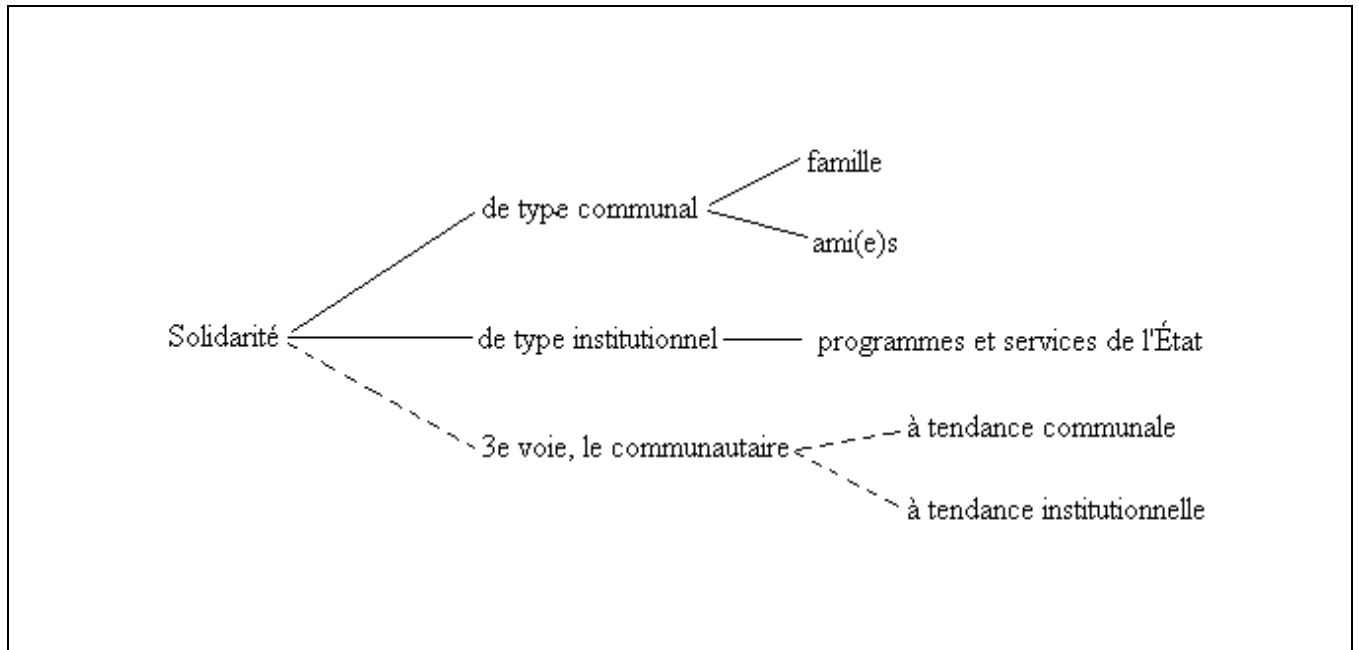 famille
de type communal
ami(e)s
Solidarité
de type institutionnel
programmes et services de l'État
à tendance communale
3e voie, le communautaire
à tendance institutionnelle